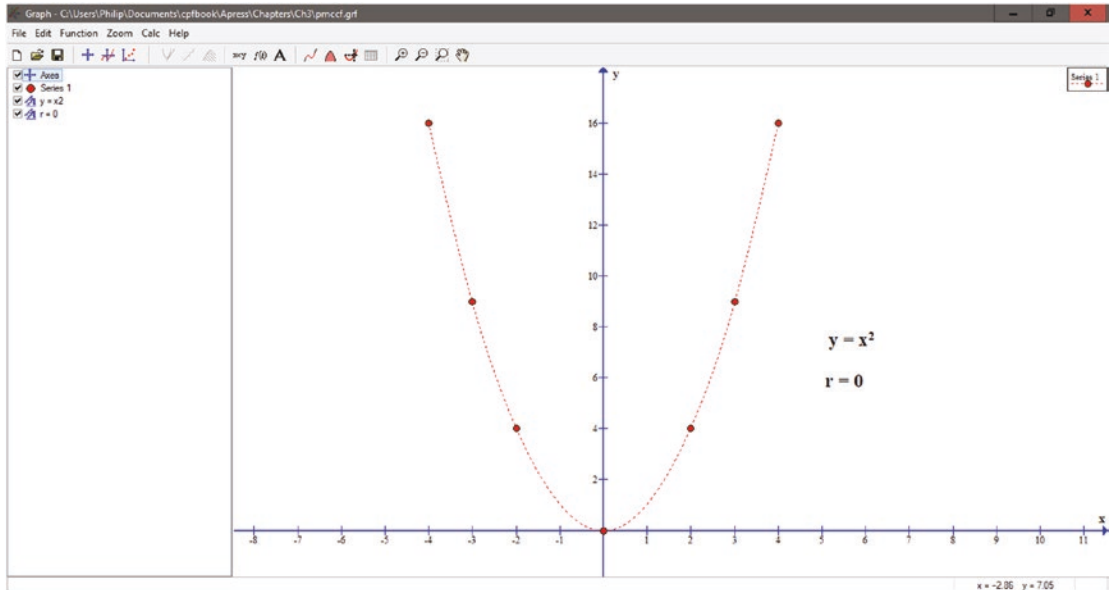 Graph - C:\Users\Philip\Documents\cpfbook\Apress\Chapters\Ch3\pmccf.grf
File Edit Function Zoom Calc Help
Axes
Series 1
y = x2
r = 0
y
Series 1
16
14
12
10
8
6
4
2
y = x²
r = 0
x
-8 -7 -6 -5 -4 -3 -2 -1 1 2 3 4 5 6 7 8 9 10 11
x = -2.86 y = 7.05